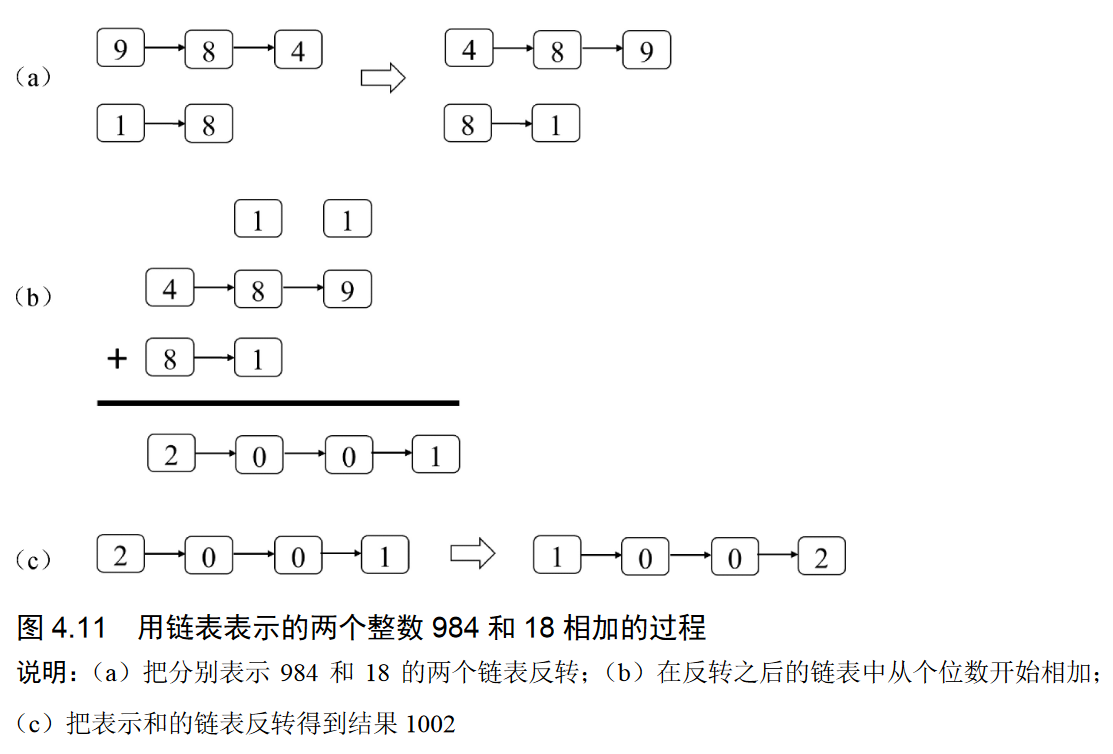 9 8 4 4 8 9
（a）
1 8 8 1
1 1
4 8 9
（b）
+ 8 1
2 0 0 1
（c） 2 0 0 1 1 0 0 2
图 4.11 用链表表示的两个整数 984 和 18 相加的过程
说明：（a）把分别表示 984 和 18 的两个链表反转；（b）在反转之后的链表中从个位数开始相加；
（c）把表示和的链表反转得到结果 1002